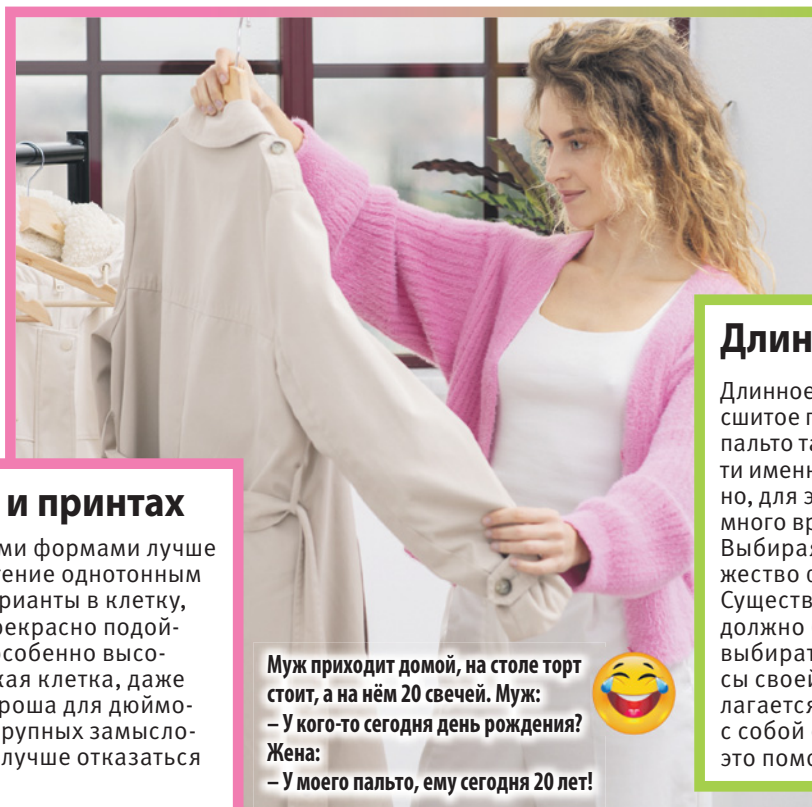 и принтах
ми формами лучше
ение однотонным
рианты в клетку,
рекрасно подой-
особенно высо-
кая клетка, даже
роша для дюймо-
рупных замысло-
лучше отказаться
Муж приходит домой, на столе торт
стоит, а на нём 20 свечей. Муж:
– У кого-то сегодня день рождения?
Жена:
– У моего пальто, ему сегодня 20 лет!
Длин
Длинное
сшитое п
пальто та
ти именн
но, для э
много вр
Выбирая
жество о
Существ
должно
выбират
сы своей
лагается
с собой
это помо